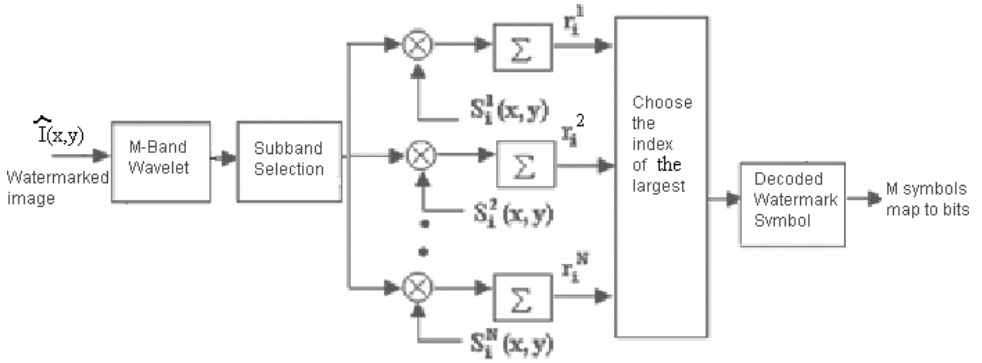 r_i^1
Σ
S_i^1(x, y)
Î(x,y)
Watermarked
image
M-Band
Wavelet
Subband
Selection
r_i^2
Σ
S_i^2(x, y)
r_i^N
Σ
S_i^N(x, y)
Choose
the
index
of the
largest
Decoded
Watermark
Symbol
M symbols
map to bits